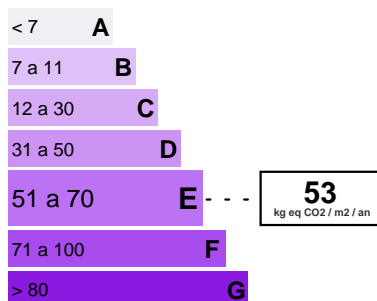 < 7 A
7 a 11 B
12 a 30 C
31 a 50 D
51 a 70 E
53
kg eq CO2 / m2 / an
71 a 100 F
> 80 G